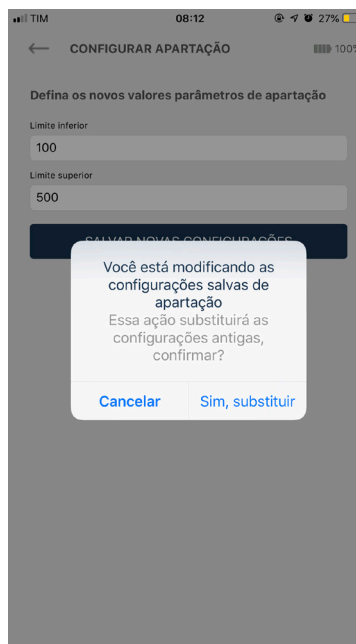 TIM 08:12 27%
CONFIGURAR APARTAÇÃO 100%
Defina os novos valores parâmetros de apartação
Limite inferior
100
Limite superior
500
SALVAR NOVAS CONFIGURAÇÕES
Você está modificando as
configurações salvas de
apartação
Essa ação substituirá as
configurações antigas,
confirmar?
Cancelar Sim, substituir